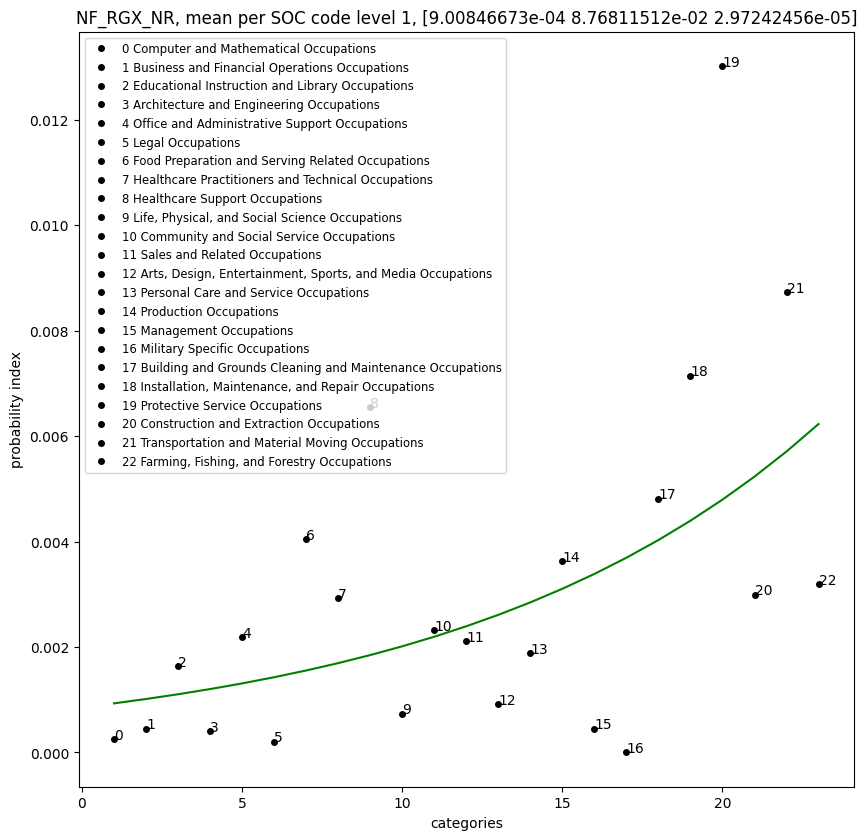 NF_RGX_NR, mean per SOC code level 1, [9.00846673e-04 8.76811512e-02 2.97242456e-05]
0 Computer and Mathematical Occupations
1 Business and Financial Operations Occupations
2 Educational Instruction and Library Occupations
3 Architecture and Engineering Occupations
4 Office and Administrative Support Occupations
5 Legal Occupations
6 Food Preparation and Serving Related Occupations
7 Healthcare Practitioners and Technical Occupations
8 Healthcare Support Occupations
9 Life, Physical, and Social Science Occupations
10 Community and Social Service Occupations
11 Sales and Related Occupations
12 Arts, Design, Entertainment, Sports, and Media Occupations
13 Personal Care and Service Occupations
14 Production Occupations
15 Management Occupations
16 Military Specific Occupations
17 Building and Grounds Cleaning and Maintenance Occupations
18 Installation, Maintenance, and Repair Occupations
19 Protective Service Occupations
20 Construction and Extraction Occupations
21 Transportation and Material Moving Occupations
22 Farming, Fishing, and Forestry Occupations
19
21
18
8
17
6
14
7
22
20
10
4
11
13
2
12
9
1
3
15
0
5
16
0.012
0.010
0.008
0.006
0.004
0.002
0.000
probability index
0
5
10
15
20
categories